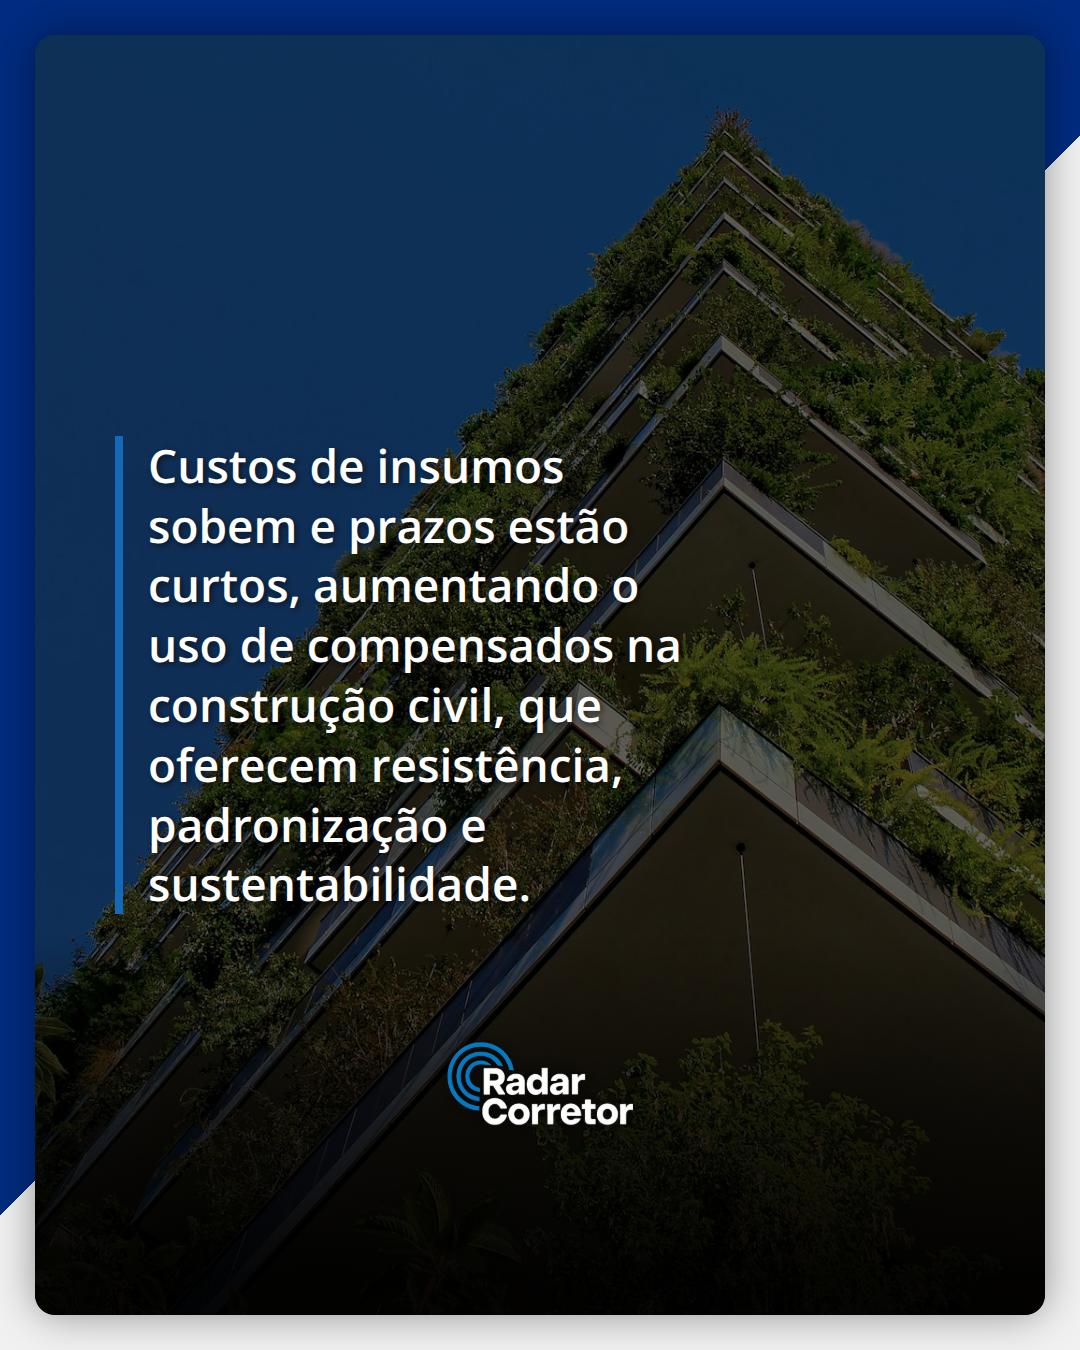 Custos de insumos
sobem e prazos estão
curtos, aumentando o
uso de compensados na
construção civil, que
oferecem resistência,
padronização e
sustentabilidade.
Radar
Corretor